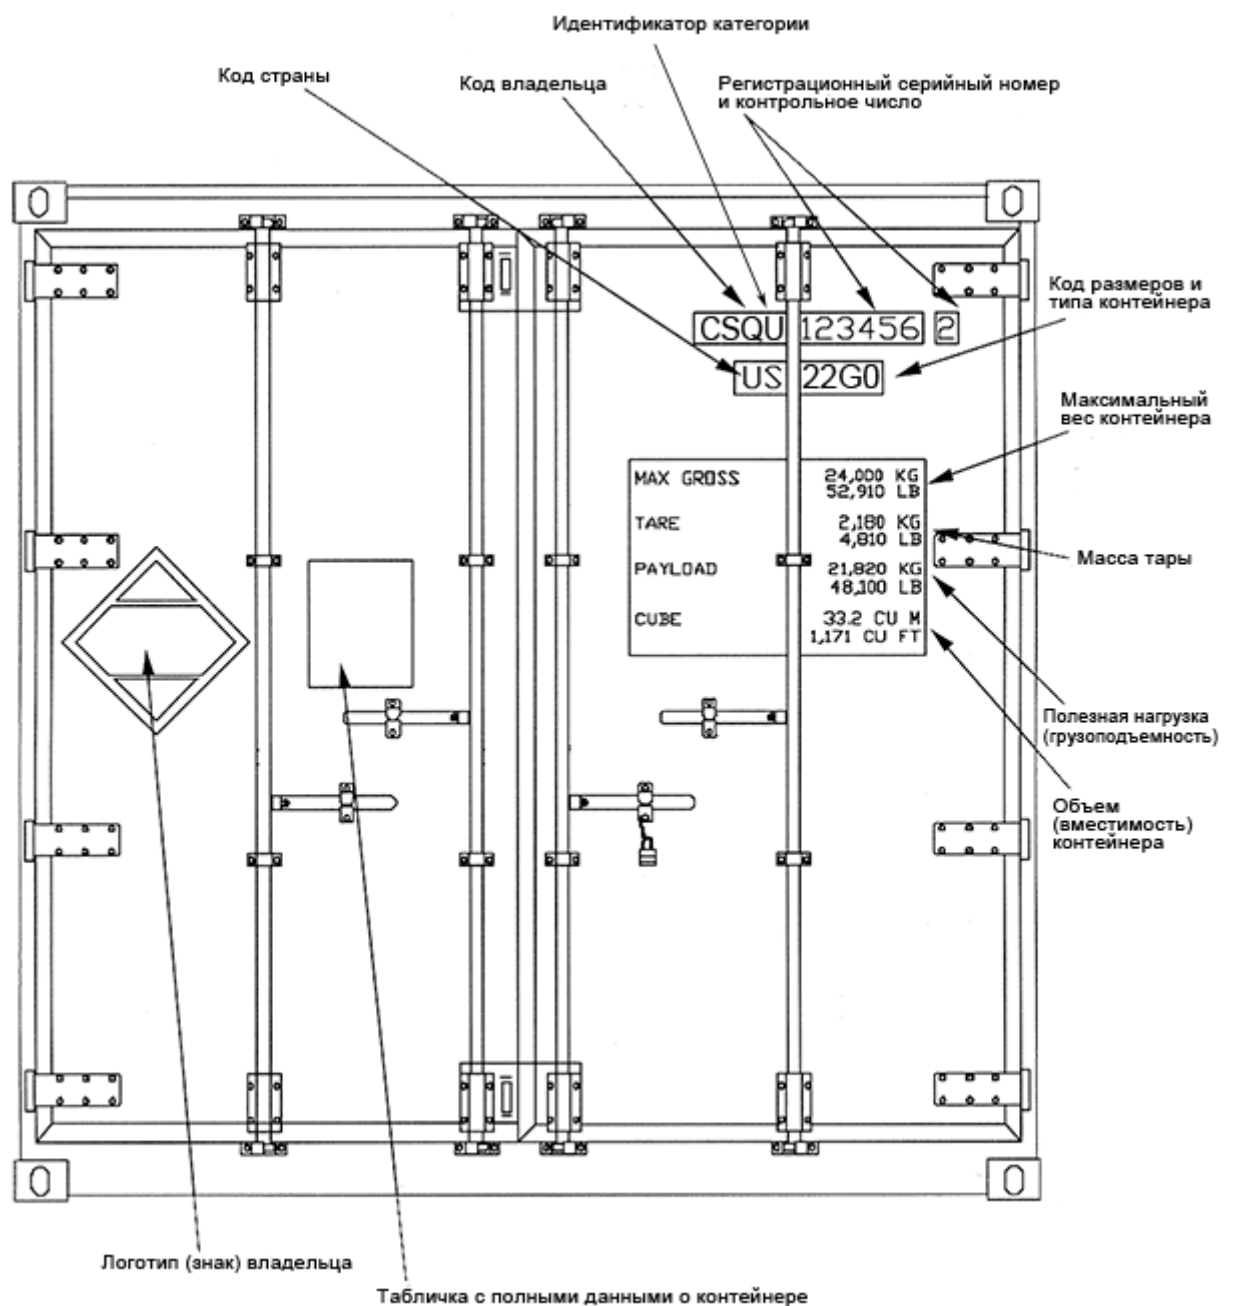 Идентификатор категории
Код страны
Код владельца
Регистрационный серийный номер
и контрольное число
Код размеров и
типа контейнера
CSQU 123456 2
US 22G0
Максимальный
вес контейнера
MAX GROSS 24,000 KG
52,910 LB
TARE 2,180 KG
4,810 LB
Масса тары
PAYLOAD 21,820 KG
48,100 LB
CUBE 33.2 CU M
1,171 CU FT
Полезная нагрузка
(грузоподъемность)
Объем
(вместимость)
контейнера
Логотип (знак) владельца
Табличка с полными данными о контейнере